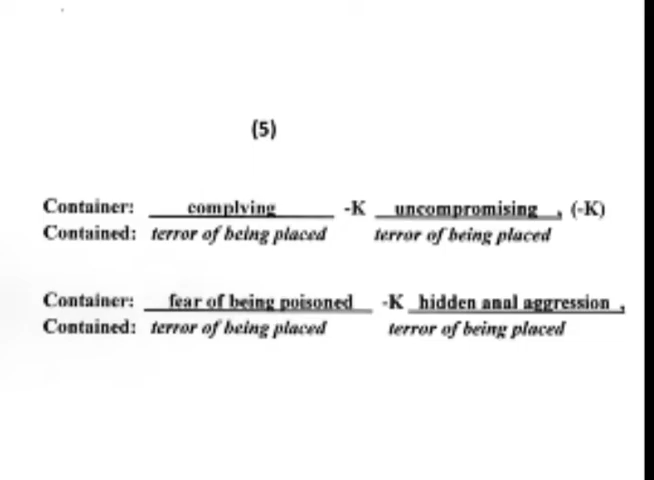 (5)
Container: complying -K uncompromising , (-K)
Contained: terror of being placed terror of being placed
Container: fear of being poisoned -K hidden anal aggression ,
Contained: terror of being placed terror of being placed